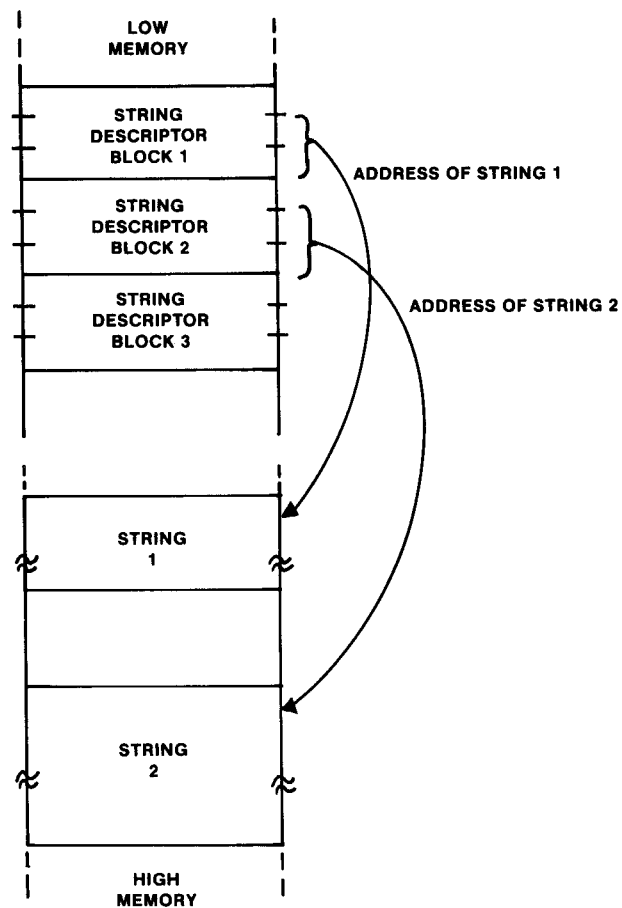 LOW
MEMORY
STRING
DESCRIPTOR
BLOCK 1
ADDRESS OF STRING 1
STRING
DESCRIPTOR
BLOCK 2
ADDRESS OF STRING 2
STRING
DESCRIPTOR
BLOCK 3
STRING
1
STRING
2
HIGH
MEMORY